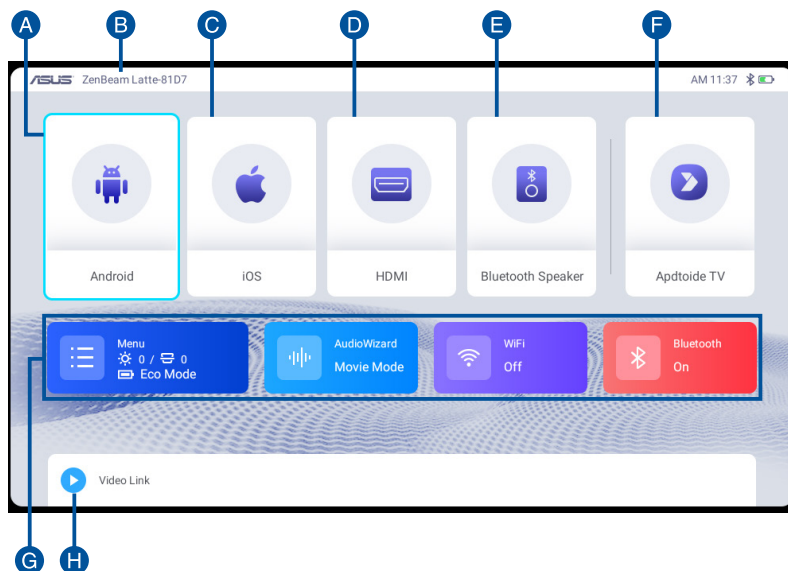 A B C D E F
ASUS ZenBeam Latte-81D7 AM 11:37
Android iOS HDMI Bluetooth Speaker Apdtoide TV
Menu
0 / 0
Eco Mode
AudioWizard
Movie Mode
WiFi
Off
Bluetooth
On
Video Link
G H